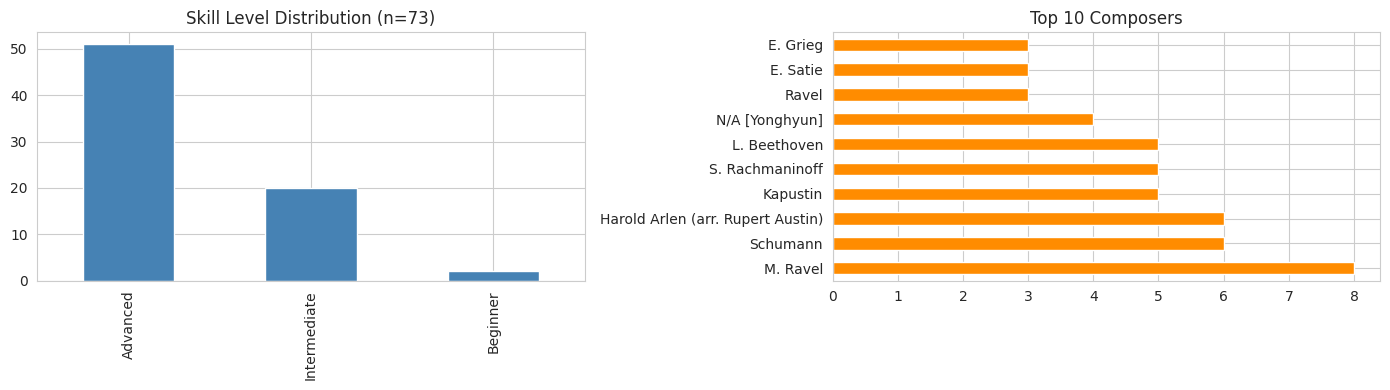 Skill Level Distribution (n=73)
50
40
30
20
10
0
Advanced
Intermediate
Beginner
Top 10 Composers
E. Grieg
E. Satie
Ravel
N/A [Yonghyun]
L. Beethoven
S. Rachmaninoff
Kapustin
Harold Arlen (arr. Rupert Austin)
Schumann
M. Ravel
0 1 2 3 4 5 6 7 8